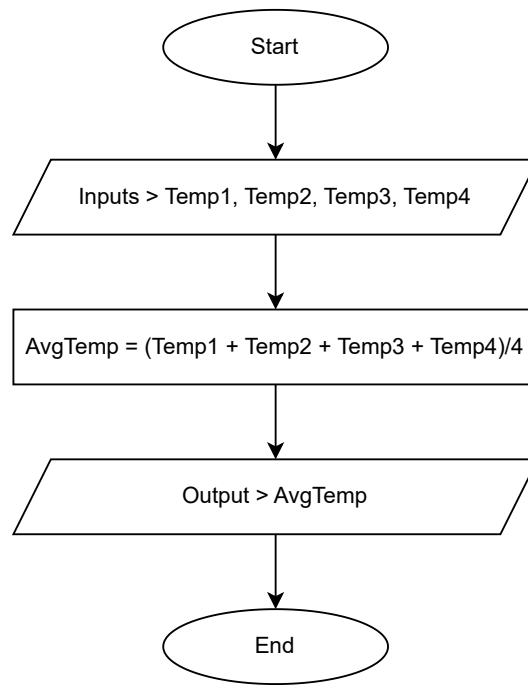 Start
Inputs > Temp1, Temp2, Temp3, Temp4
AvgTemp = (Temp1 + Temp2 + Temp3 + Temp4)/4
Output > AvgTemp
End